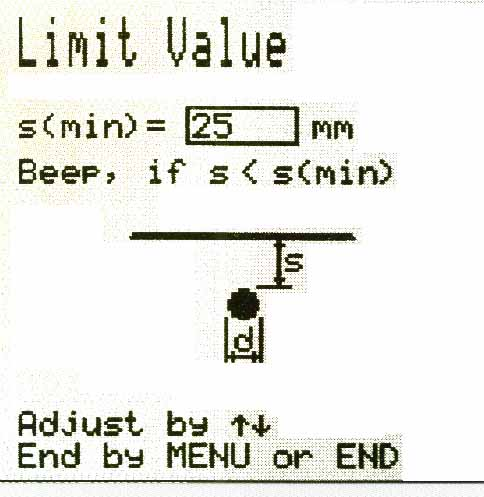 Limit Value
s(min)= 25 mm
Beep, if s < s(min)
s
d
Adjust by ↑↓
End by MENU or END